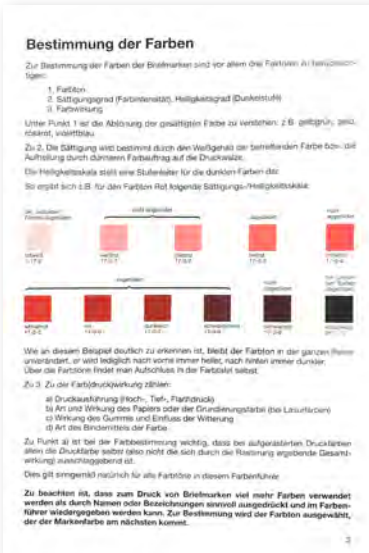 Bestimmung der Farben
Zur Bestimmung der Farben der Briefmarken sind vor allem drei Faktoren zu berücksich-
tigen:
1. Farbton
2. Sättigungsgrad (Farbintensität), Helligkeitsgrad (Dunkelstufe)
3. Farbwirkung
Unter Punkt 1 ist die Abtönung der gesättigten Farbe zu verstehen, z.B. gelbgrün,
rosarot, violettblau.
Zu 2. Die Sättigung wird bestimmt durch den Weißgehalt der betreffenden Farbe bzw. die
Aufhellung durch dünneren Farbauftrag auf die Druckwalze.
Die Helligkeitsskala stellt eine Stufenleiter für die dunklen Farben dar.
So ergibt sich z.B. für den Farbton Rot folgende Sättigungs-/Helligkeitsskala:
Wie an diesem Beispiel deutlich zu erkennen ist, bleibt der Farbton in der ganzen Reihe
unverändert, er wird lediglich nach vorne immer heller, nach hinten immer dunkler.
Über die Farbtöne findet man Aufschluss in der Farbtafel selbst.
Zu 3. Zu der Farb(druck)wirkung zählen:
a) Druckausführung (Hoch-, Tief-, Flachdruck)
b) Art und Wirkung des Papiers oder der Grundierungsfarbe (bei Lasurfarben)
c) Wirkung des Gummis und Einfluss der Witterung
d) Art des Bindemittels der Farbe
Zu Punkt a) ist bei der Farbbestimmung wichtig, dass bei aufgerasterten Druckfarben
allein die Druckfarbe selbst (also nicht die sich durch die Rasterung ergebende Gesamt-
wirkung) ausschlaggebend ist.
Dies gilt sinngemäß natürlich für alle Farbtöne in diesem Farbenführer.
Zu beachten ist, dass zum Druck von Briefmarken viel mehr Farben verwendet
werden als durch Namen oder Bezeichnungen sinnvoll ausgedrückt und im Farben-
führer wiedergegeben werden kann. Zur Bestimmung wird der Farbton ausgewählt,
der der Markenfarbe am nächsten kommt.
3